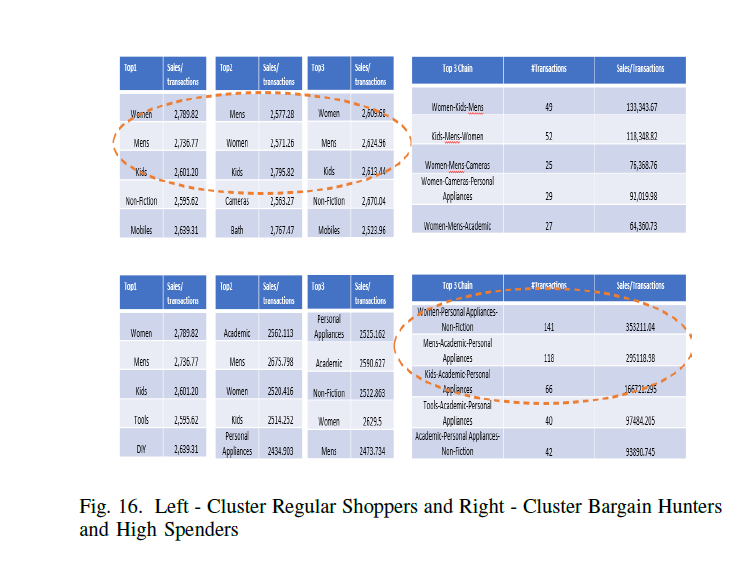 Top1 Sales/ transactions Top2 Sales/ transactions Top3 Sales/ transactions
Women 2,789.82 Mens 2,577.28 Women 2,609.68
Mens 2,736.77 Women 2,571.26 Mens 2,624.96
Kids 2,601.20 Kids 2,795.82 Kids 2,613.44
Non-Fiction 2,595.62 Cameras 2,563.27 Non-Fiction 2,670.04
Mobiles 2,639.31 Bath 2,767.47 Mobiles 2,523.96
Top 3 Chain #Transactions Sales/Transactions
Women-Kids-Mens 49 133,343.67
Kids-Mens-Women 52 118,348.82
Women-Mens-Cameras 25 76,368.76
Women-Cameras-Personal Appliances 29 92,019.98
Women-Mens-Academic 27 64,360.73
Top1 Sales/ transactions Top2 Sales/ transactions Top3 Sales/ transactions
Women 2,789.82 Academic 2562.113 Personal Appliances 2525.162
Mens 2,736.77 Mens 2675.798 Academic 2590.627
Kids 2,601.20 Women 2520.416 Non-Fiction 2522.863
Tools 2,595.62 Kids 2514.252 Women 2629.5
DIY 2,639.31 Personal Appliances 2434.903 Mens 2473.734
Top 3 Chain #Transactions Sales/Transactions
Women-Personal Appliances-Non-Fiction 141 353211.04
Mens-Academic-Personal Appliances 118 295118.58
Kids-Academic-Personal Appliances 66 166721.295
Tools-Academic-Personal Appliances 40 97484.205
Academic-Personal Appliances-Non-Fiction 42 93890.745
Fig. 16. Left - Cluster Regular Shoppers and Right - Cluster Bargain Hunters
and High Spenders